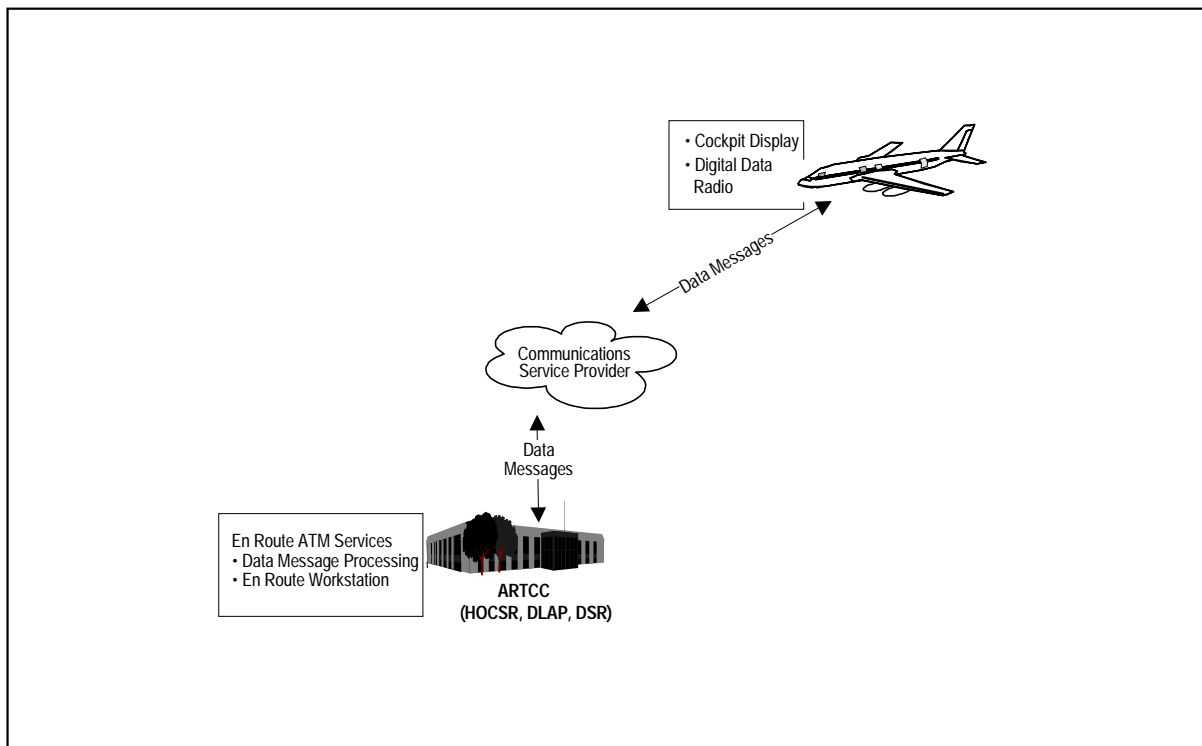 • Cockpit Display
• Digital Data
Radio
Data Messages
Communications
Service Provider
Data
Messages
En Route ATM Services
• Data Message Processing
• En Route Workstation
ARTCC
(HOCSR, DLAP, DSR)